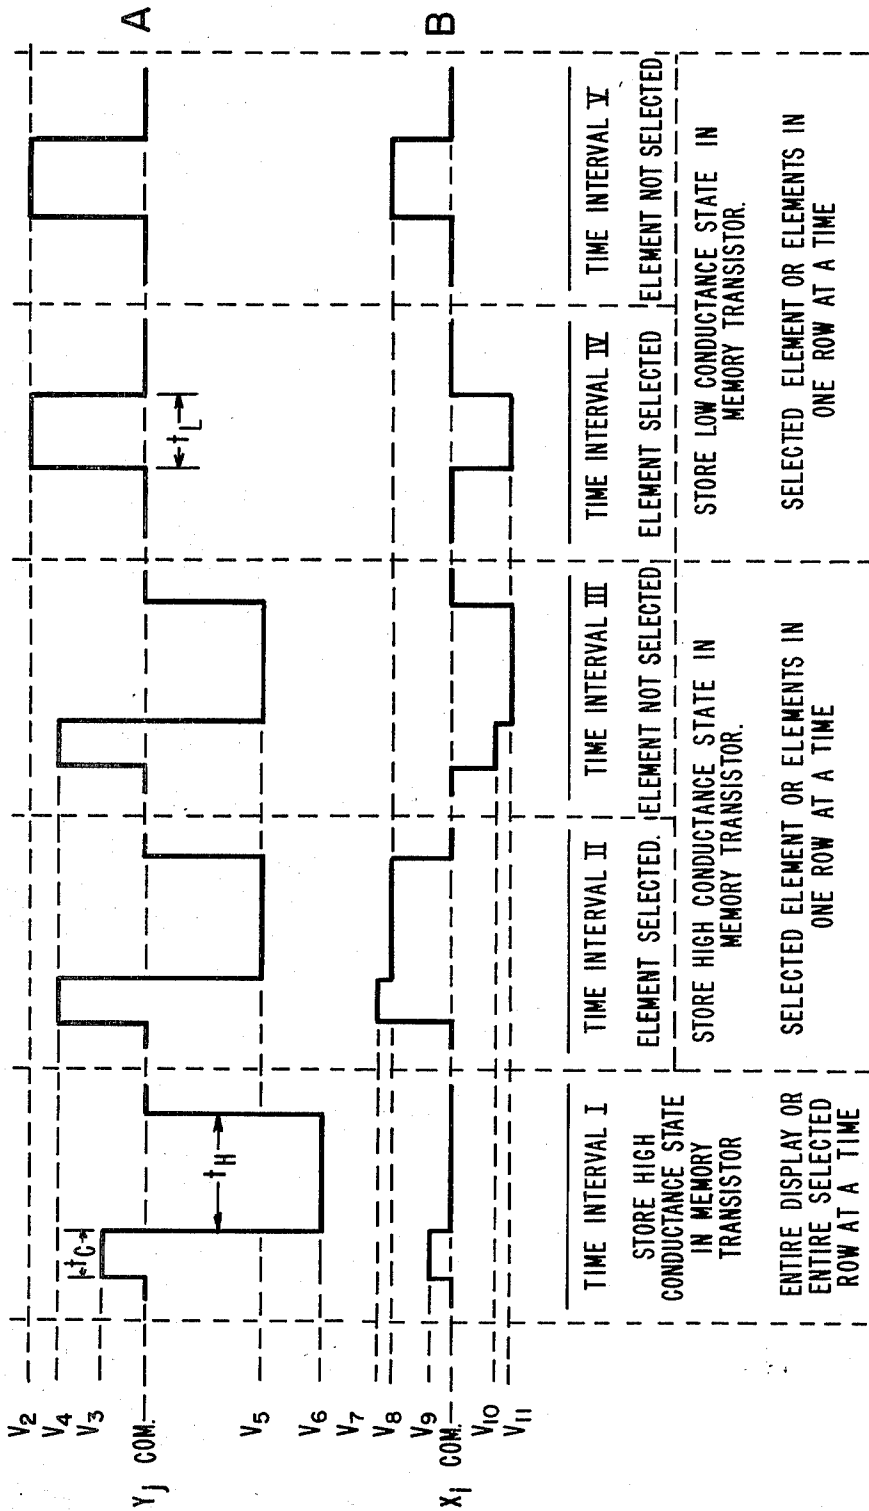 V2
V4
V3
Yj COM.
V5
V6
V7
V8
V9
Xi COM.
V10
V11
tC
tH
tL
A
B
TIME INTERVAL I
STORE HIGH
CONDUCTANCE STATE
IN MEMORY
TRANSISTOR
ENTIRE DISPLAY OR
ENTIRE SELECTED
ROW AT A TIME
TIME INTERVAL II
ELEMENT SELECTED.
TIME INTERVAL III
ELEMENT NOT SELECTED
STORE HIGH CONDUCTANCE STATE IN
MEMORY TRANSISTOR.
SELECTED ELEMENT OR ELEMENTS IN
ONE ROW AT A TIME
TIME INTERVAL IV
ELEMENT SELECTED
TIME INTERVAL V
ELEMENT NOT SELECTED
STORE LOW CONDUCTANCE STATE IN
MEMORY TRANSISTOR.
SELECTED ELEMENT OR ELEMENTS IN
ONE ROW AT A TIME